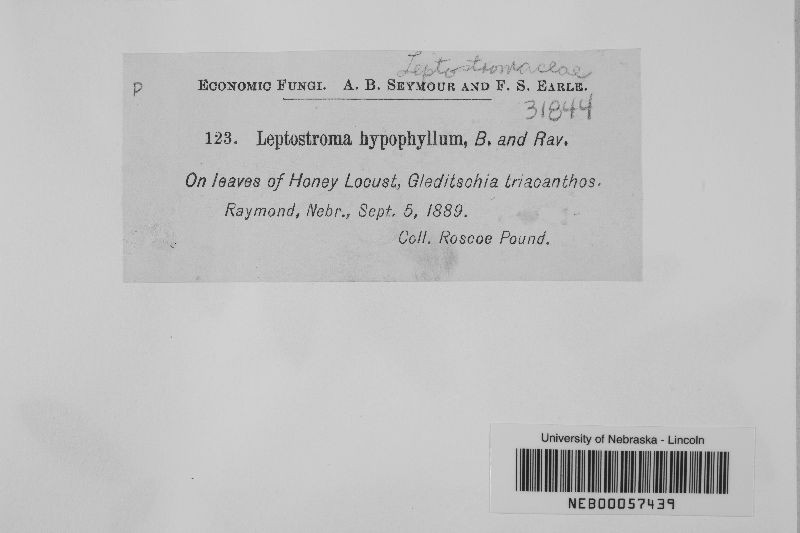 Leptostromaceae
P
ECONOMIC FUNGI. A. B. SEYMOUR AND F. S. EARLE.
31844
123. Leptostroma hypophyllum, B. and Rav.
On leaves of Honey Locust, Gleditschia triacanthos.
Raymond, Nebr., Sept. 5, 1889.
Coll. Roscoe Pound.
University of Nebraska - Lincoln
NEB00057439